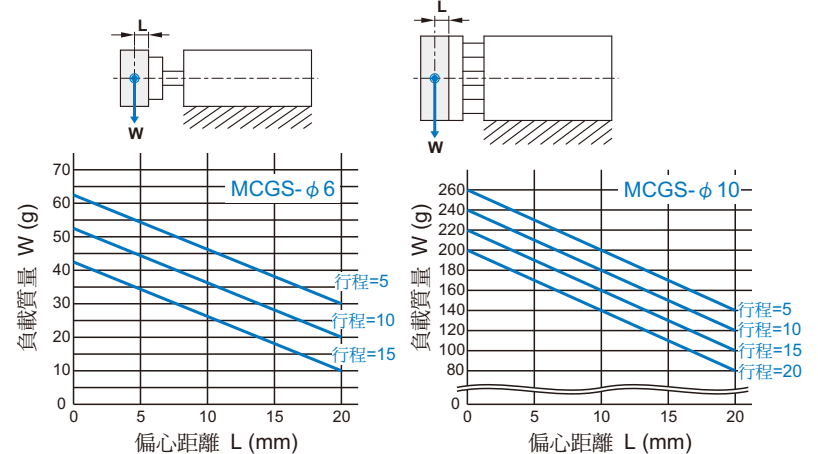 L
W
MCGS-φ6
負載質量 W (g)
70
60
50
40
30
20
10
0
行程=5
行程=10
行程=15
0 5 10 15 20
偏心距離 L (mm)
L
W
MCGS-φ10
負載質量 W (g)
260
240
220
200
180
160
140
120
100
80
0
行程=5
行程=10
行程=15
行程=20
0 5 10 15 20
偏心距離 L (mm)